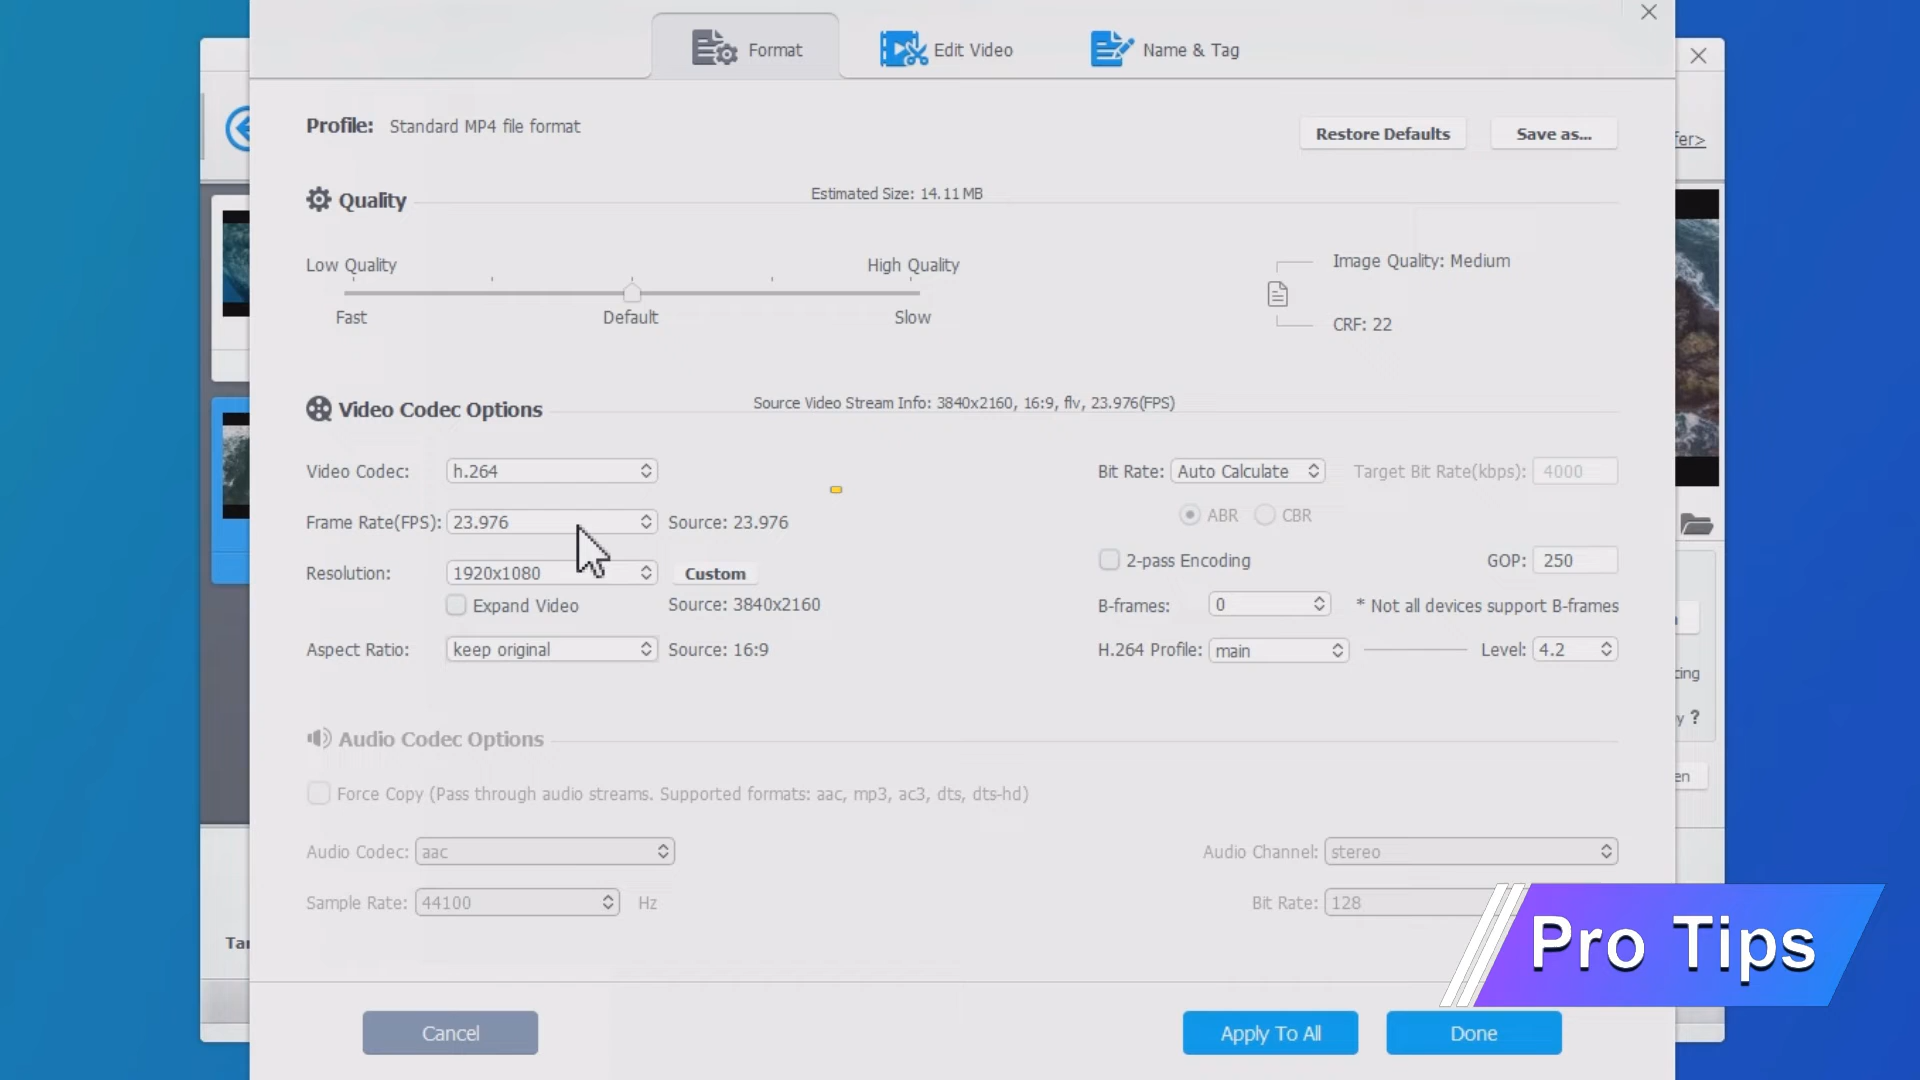 Format
Edit Video
Name & Tag
Profile: Standard MP4 file format
Restore Defaults
Save as...
fer>
Quality
Estimated Size: 14.11 MB
Low Quality
High Quality
Fast
Default
Slow
Image Quality: Medium
CRF: 22
Video Codec Options
Source Video Stream Info: 3840x2160, 16:9, flv, 23.976(FPS)
Video Codec: h.264
Bit Rate: Auto Calculate
Target Bit Rate(kbps): 4000
ABR
CBR
Frame Rate(FPS): 23.976
Source: 23.976
2-pass Encoding
GOP: 250
Resolution: 1920x1080
Custom
Expand Video
Source: 3840x2160
B-frames: 0
* Not all devices support B-frames
Aspect Ratio: keep original
Source: 16:9
H.264 Profile: main
Level: 4.2
cing
y ?
Audio Codec Options
en
Force Copy (Pass through audio streams. Supported formats: aac, mp3, ac3, dts, dts-hd)
Audio Codec: aac
Audio Channel: stereo
Sample Rate: 44100 Hz
Bit Rate: 128
Tar
Pro Tips
Cancel
Apply To All
Done